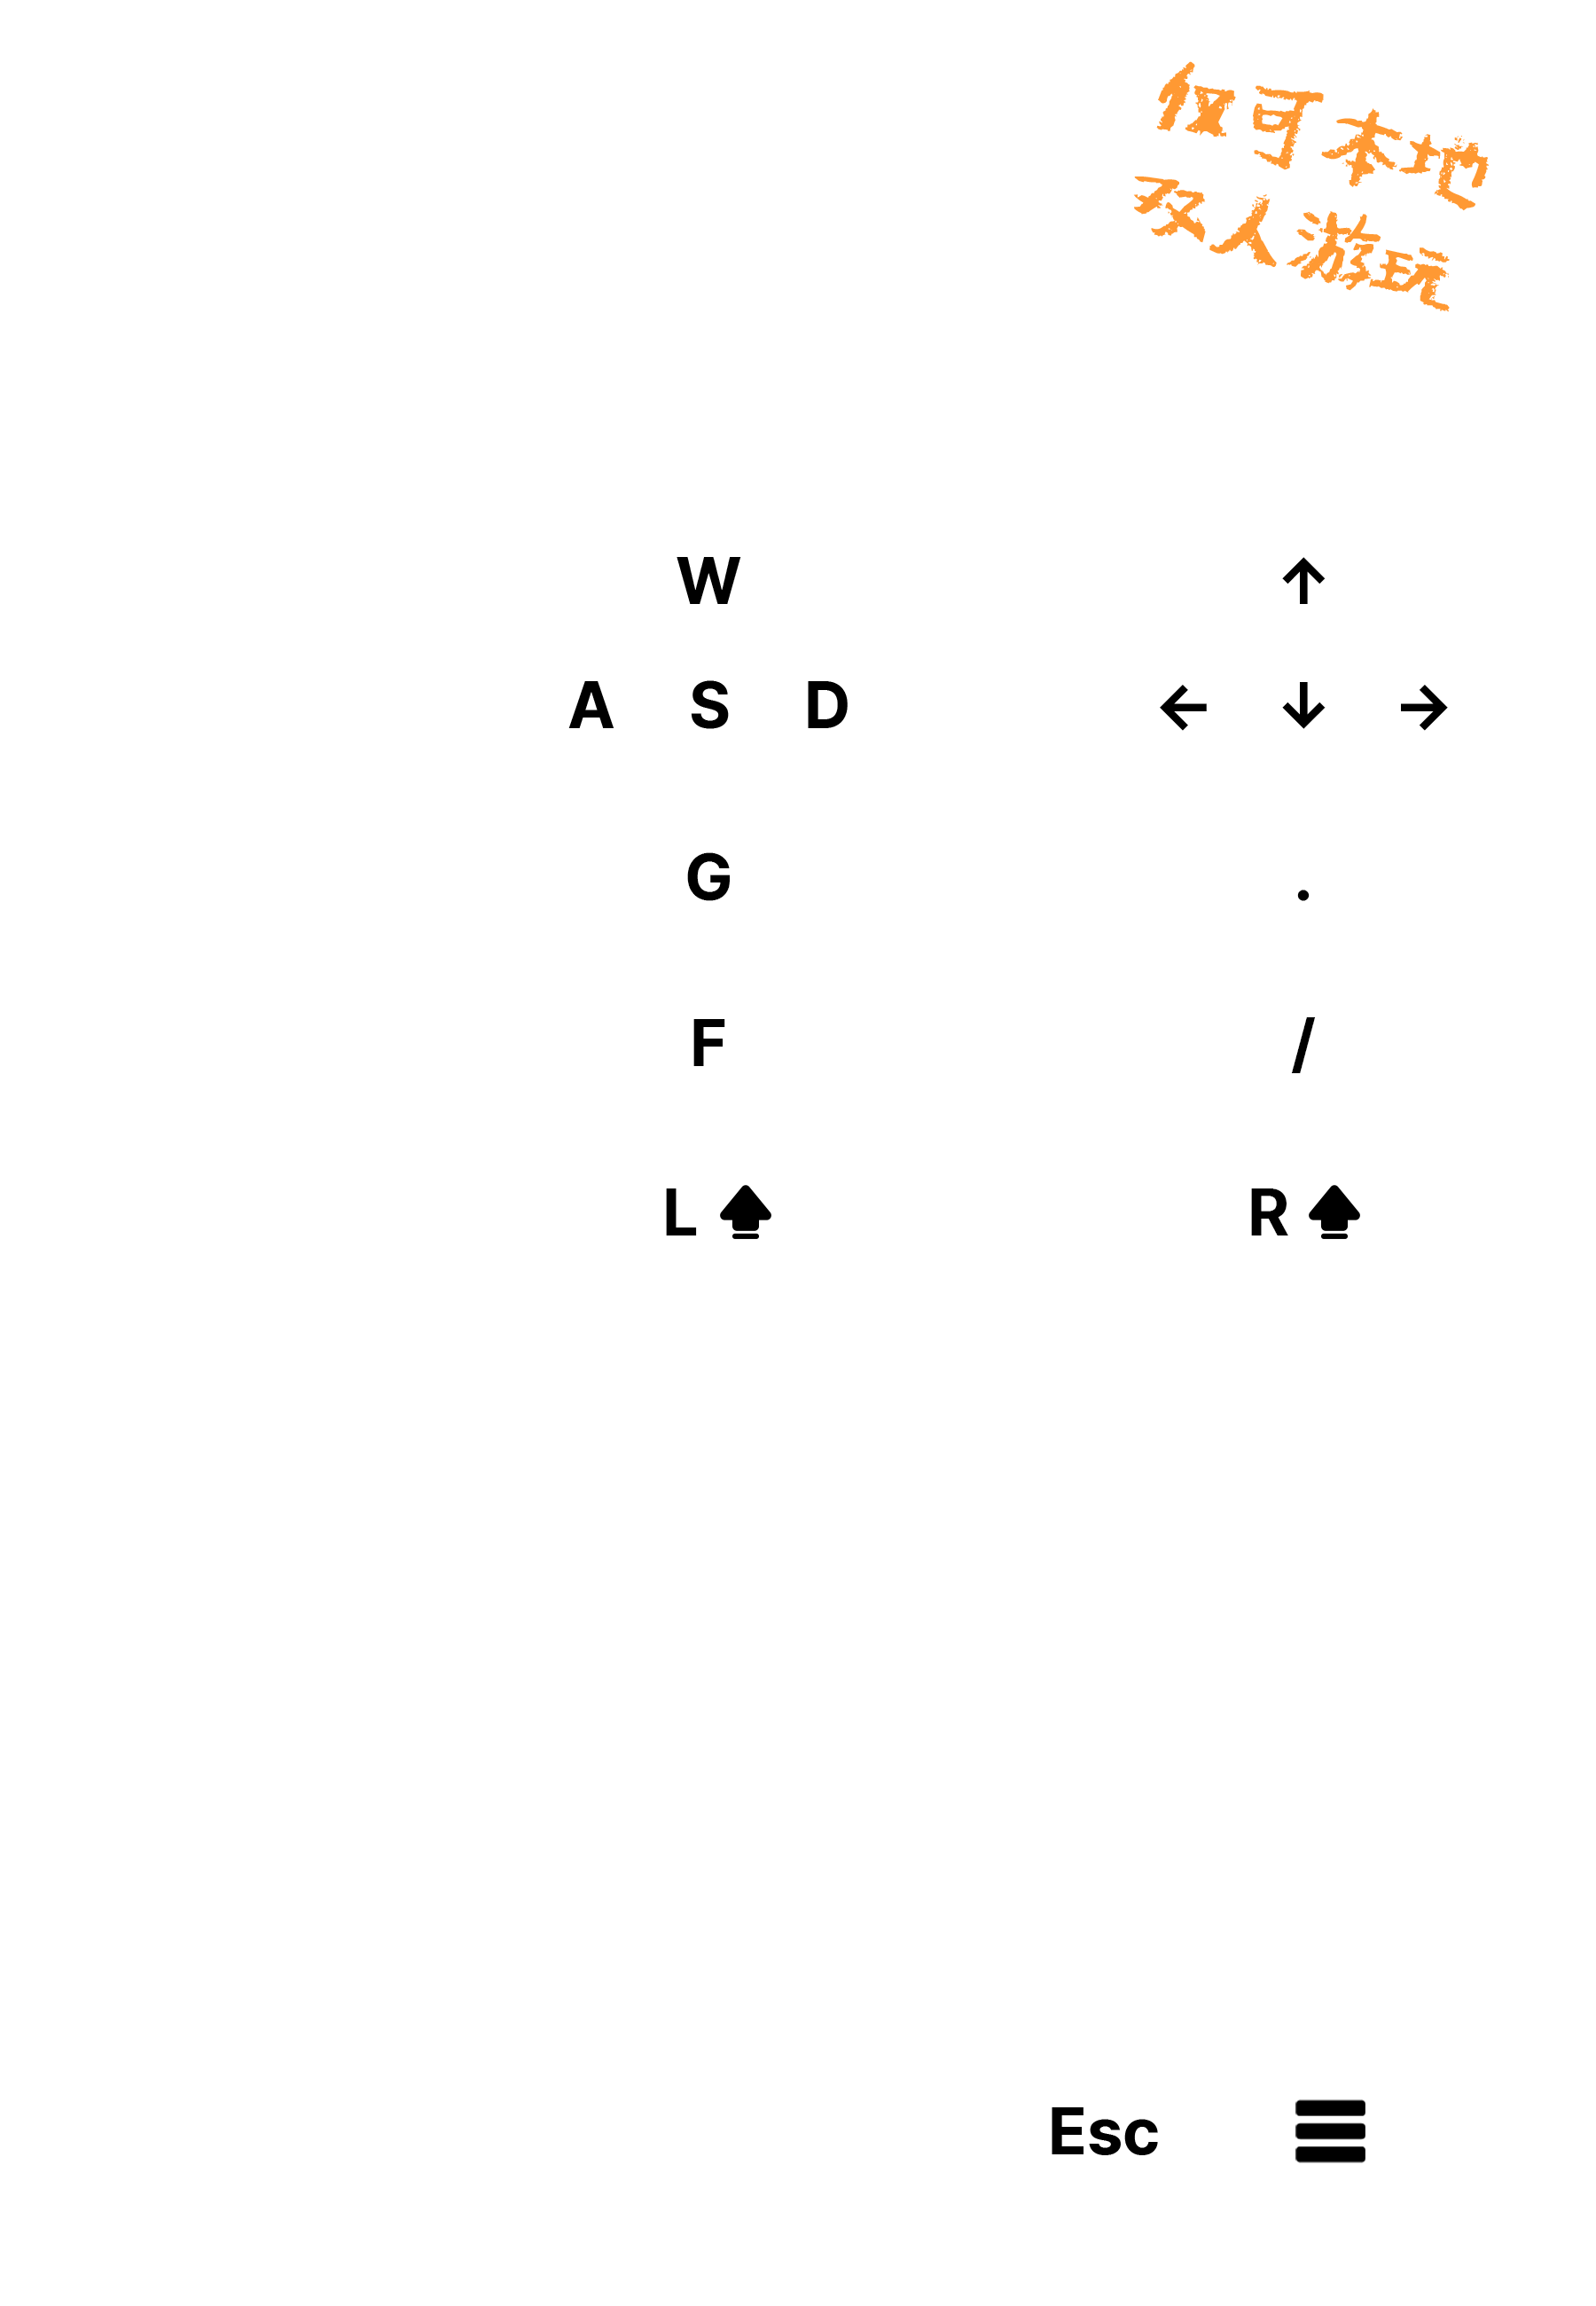 仅可本地
双人游玩
W ↑
A S D ← ↓ →
G .
F /
L R
Esc